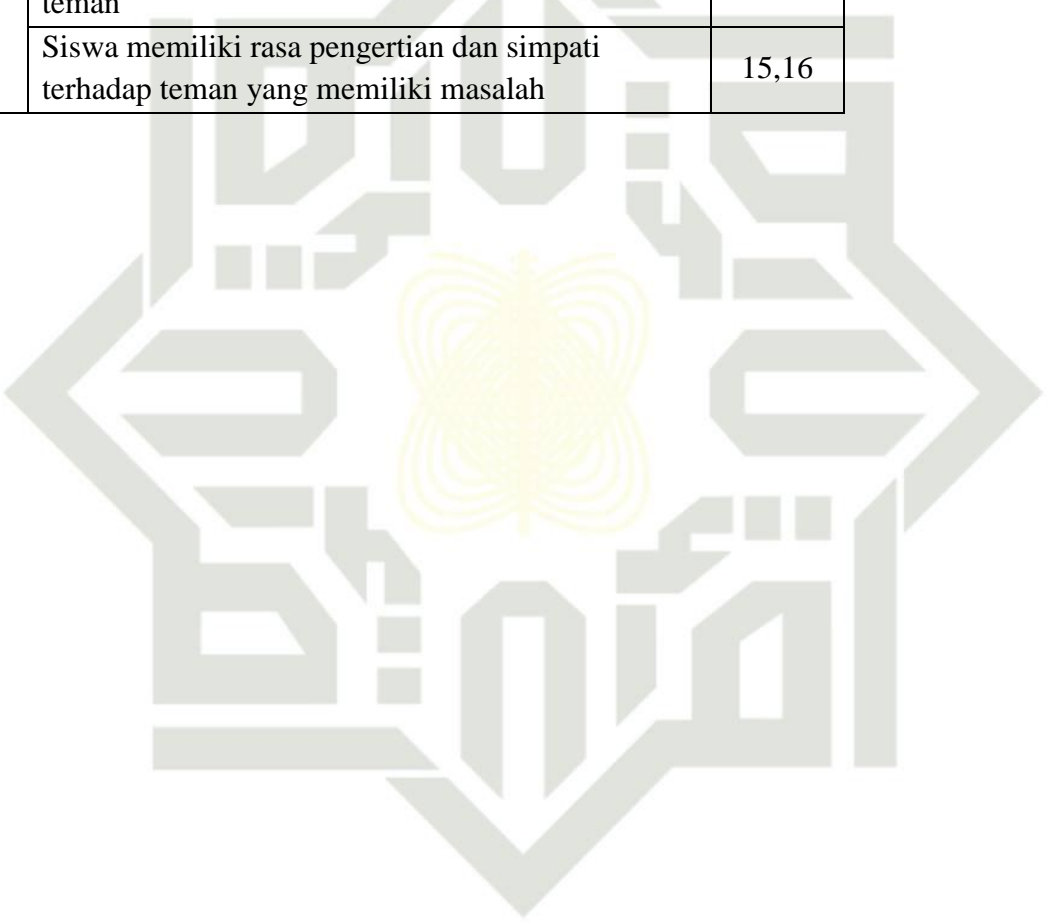 teman
Siswa memiliki rasa pengertian dan simpati
terhadap teman yang memiliki masalah
15,16